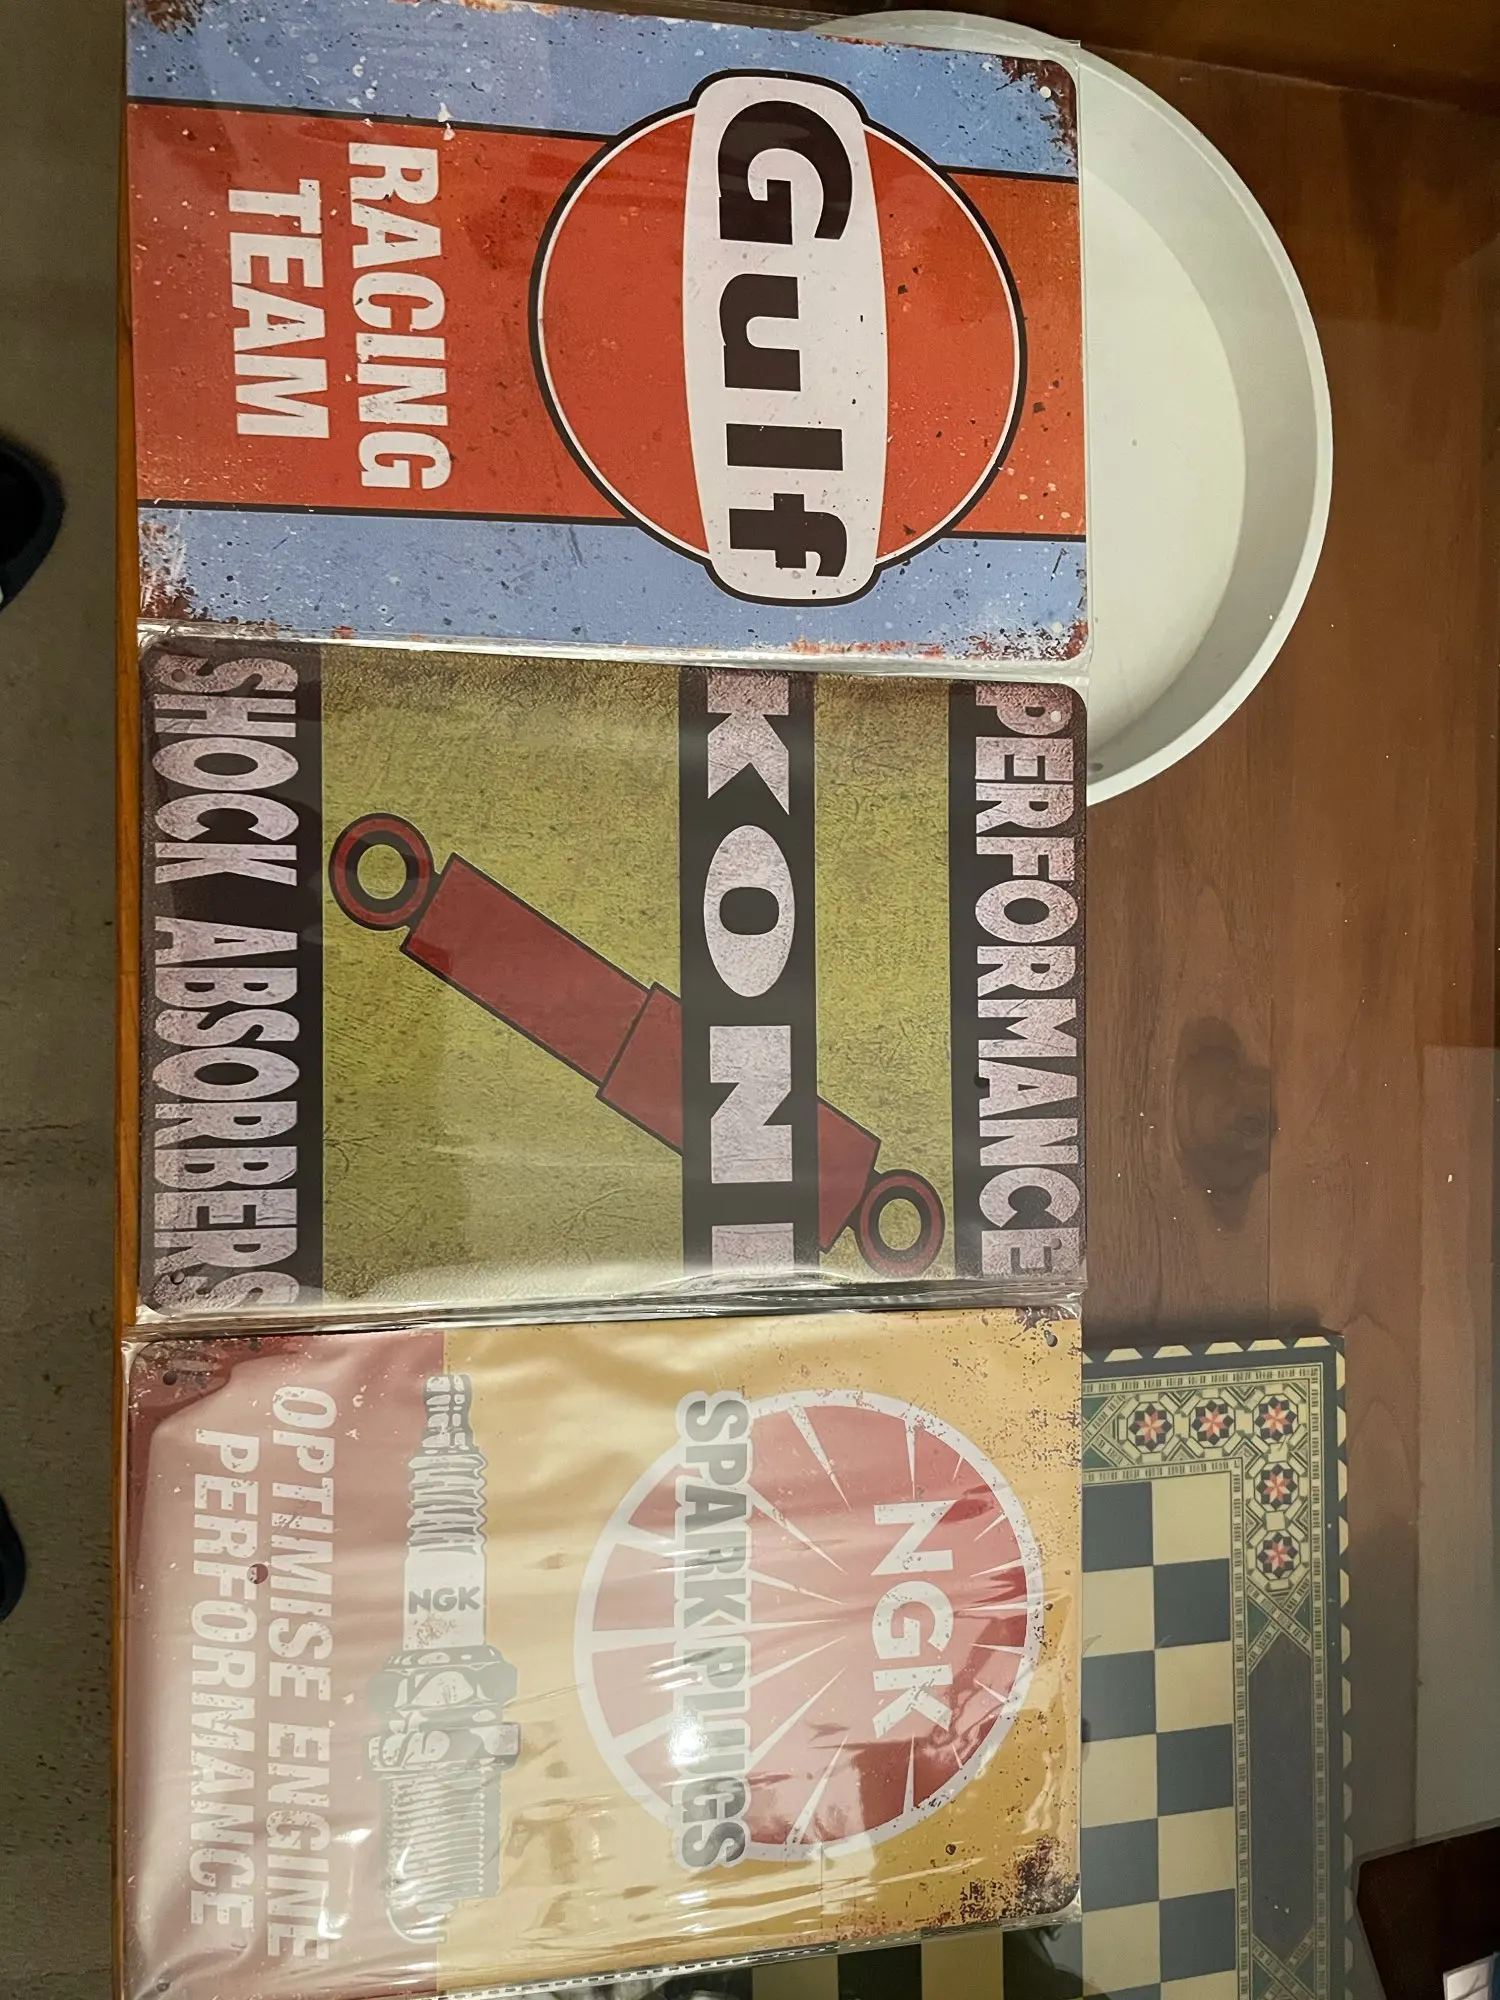 Gulf
RACING
TEAM
PERFORMANCE
KONI
SHOCK ABSORBERS
NGK
SPARK PLUGS
NGK
OPTIMISE ENGINE
PERFORMANCE